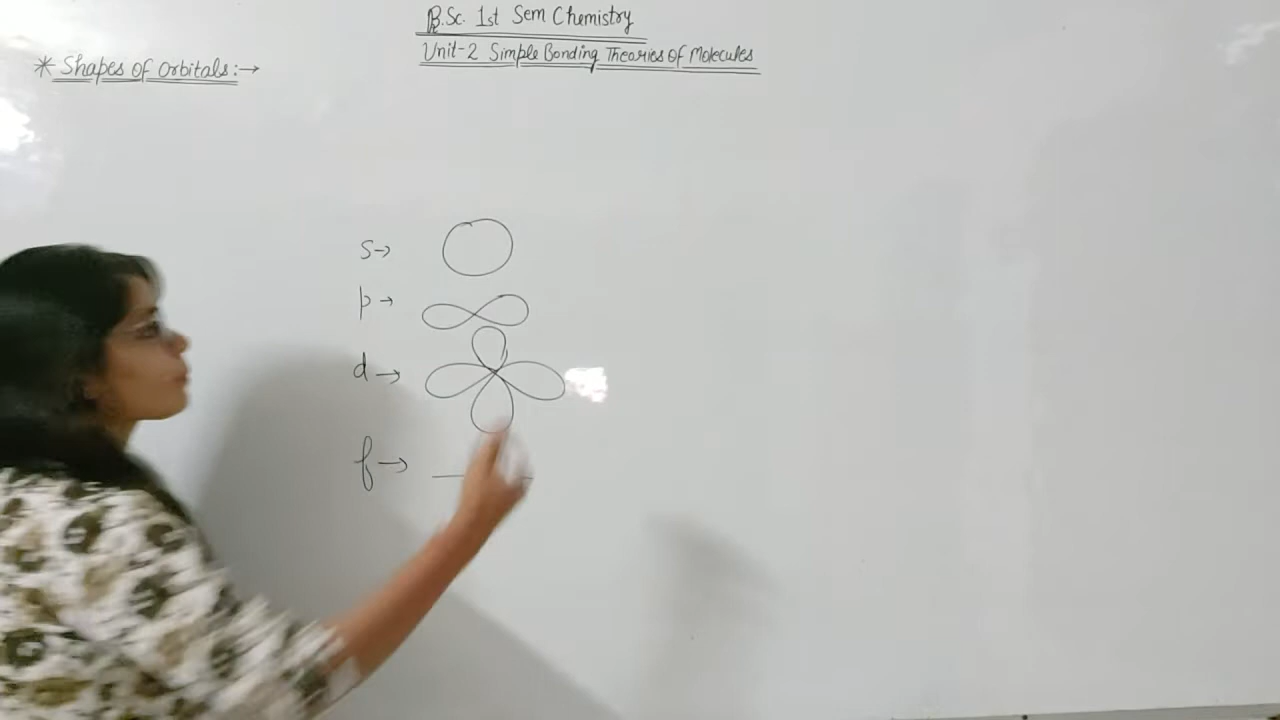 B.Sc. 1st Sem Chemistry
Unit-2 Simple Bonding Theories of Molecules
* Shapes of Orbitals:→
s→
p→
d→
f→